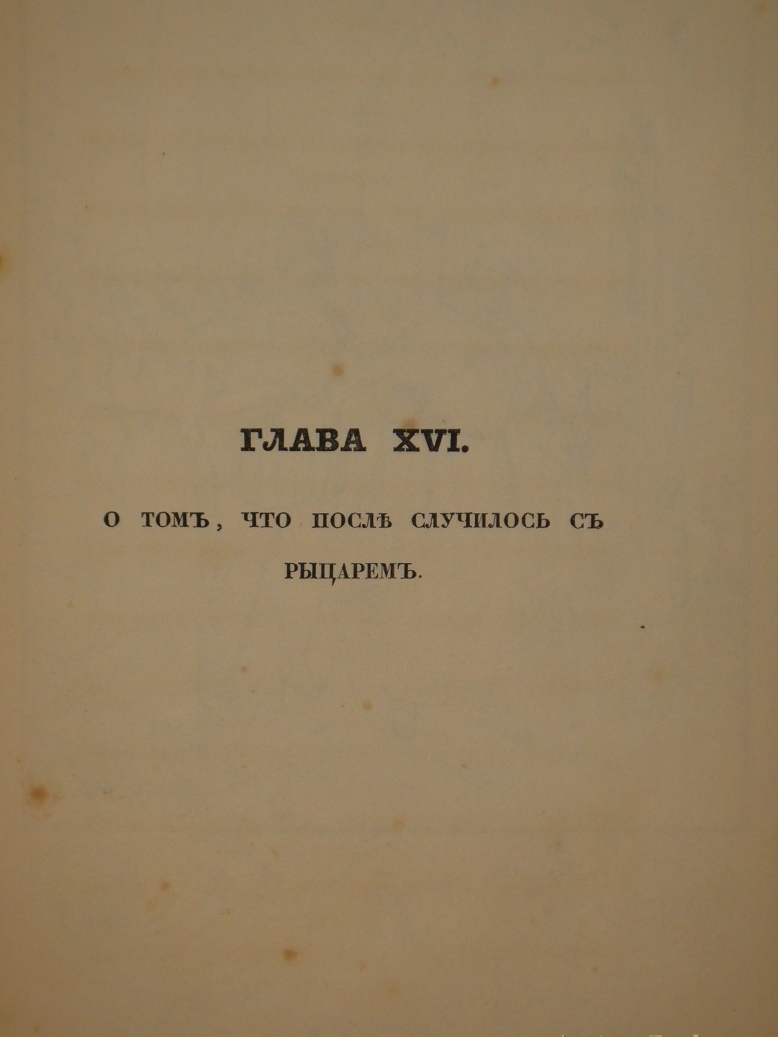 ГЛАВА XVI.
О ТОМЪ, ЧТО ПОСЛѢ СЛУЧИЛОСЬ СЪ
РЫЦАРЕМЪ.